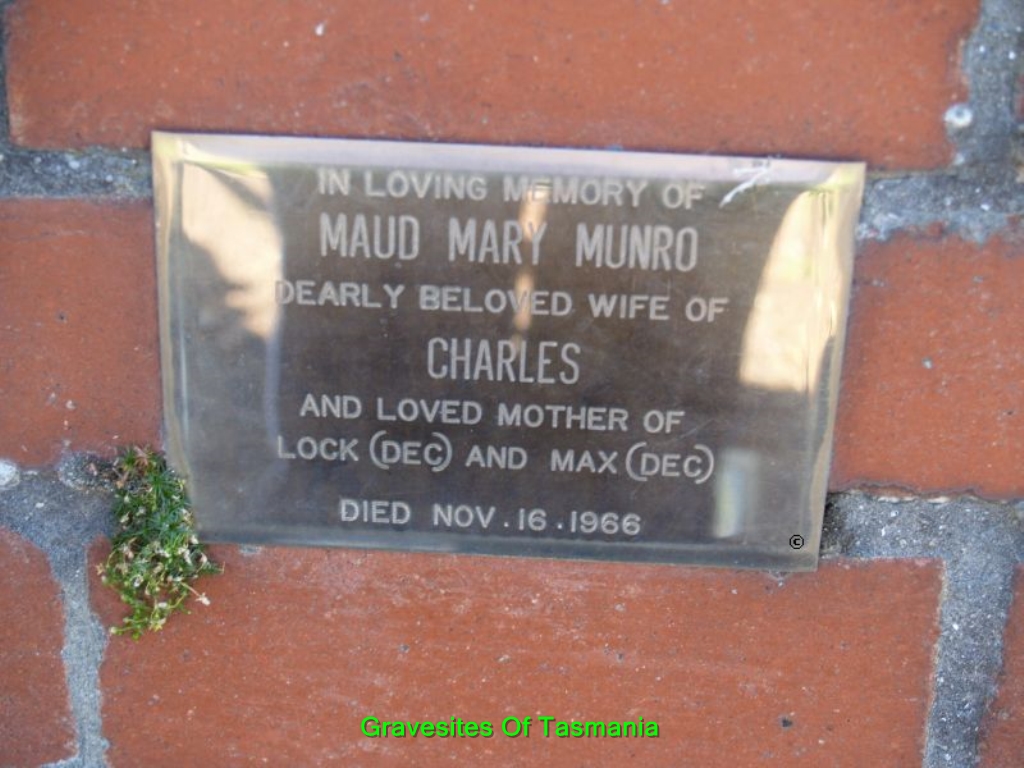 IN LOVING MEMORY OF
MAUD MARY MUNRO
DEARLY BELOVED WIFE OF
CHARLES
AND LOVED MOTHER OF
LOCK (DEC) AND MAX (DEC)
DIED NOV. 16. 1966
©
Gravesites Of Tasmania